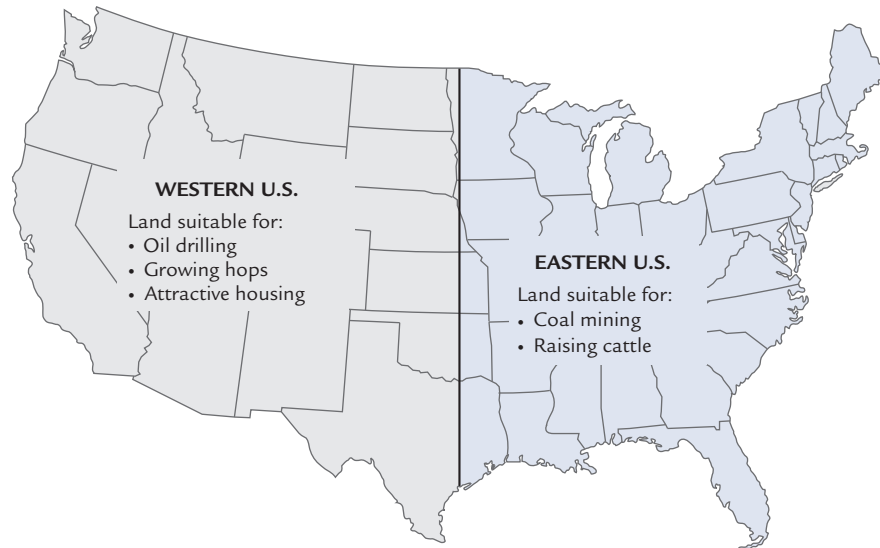 WESTERN U.S.
Land suitable for:
• Oil drilling
• Growing hops
• Attractive housing
EASTERN U.S.
Land suitable for:
• Coal mining
• Raising cattle